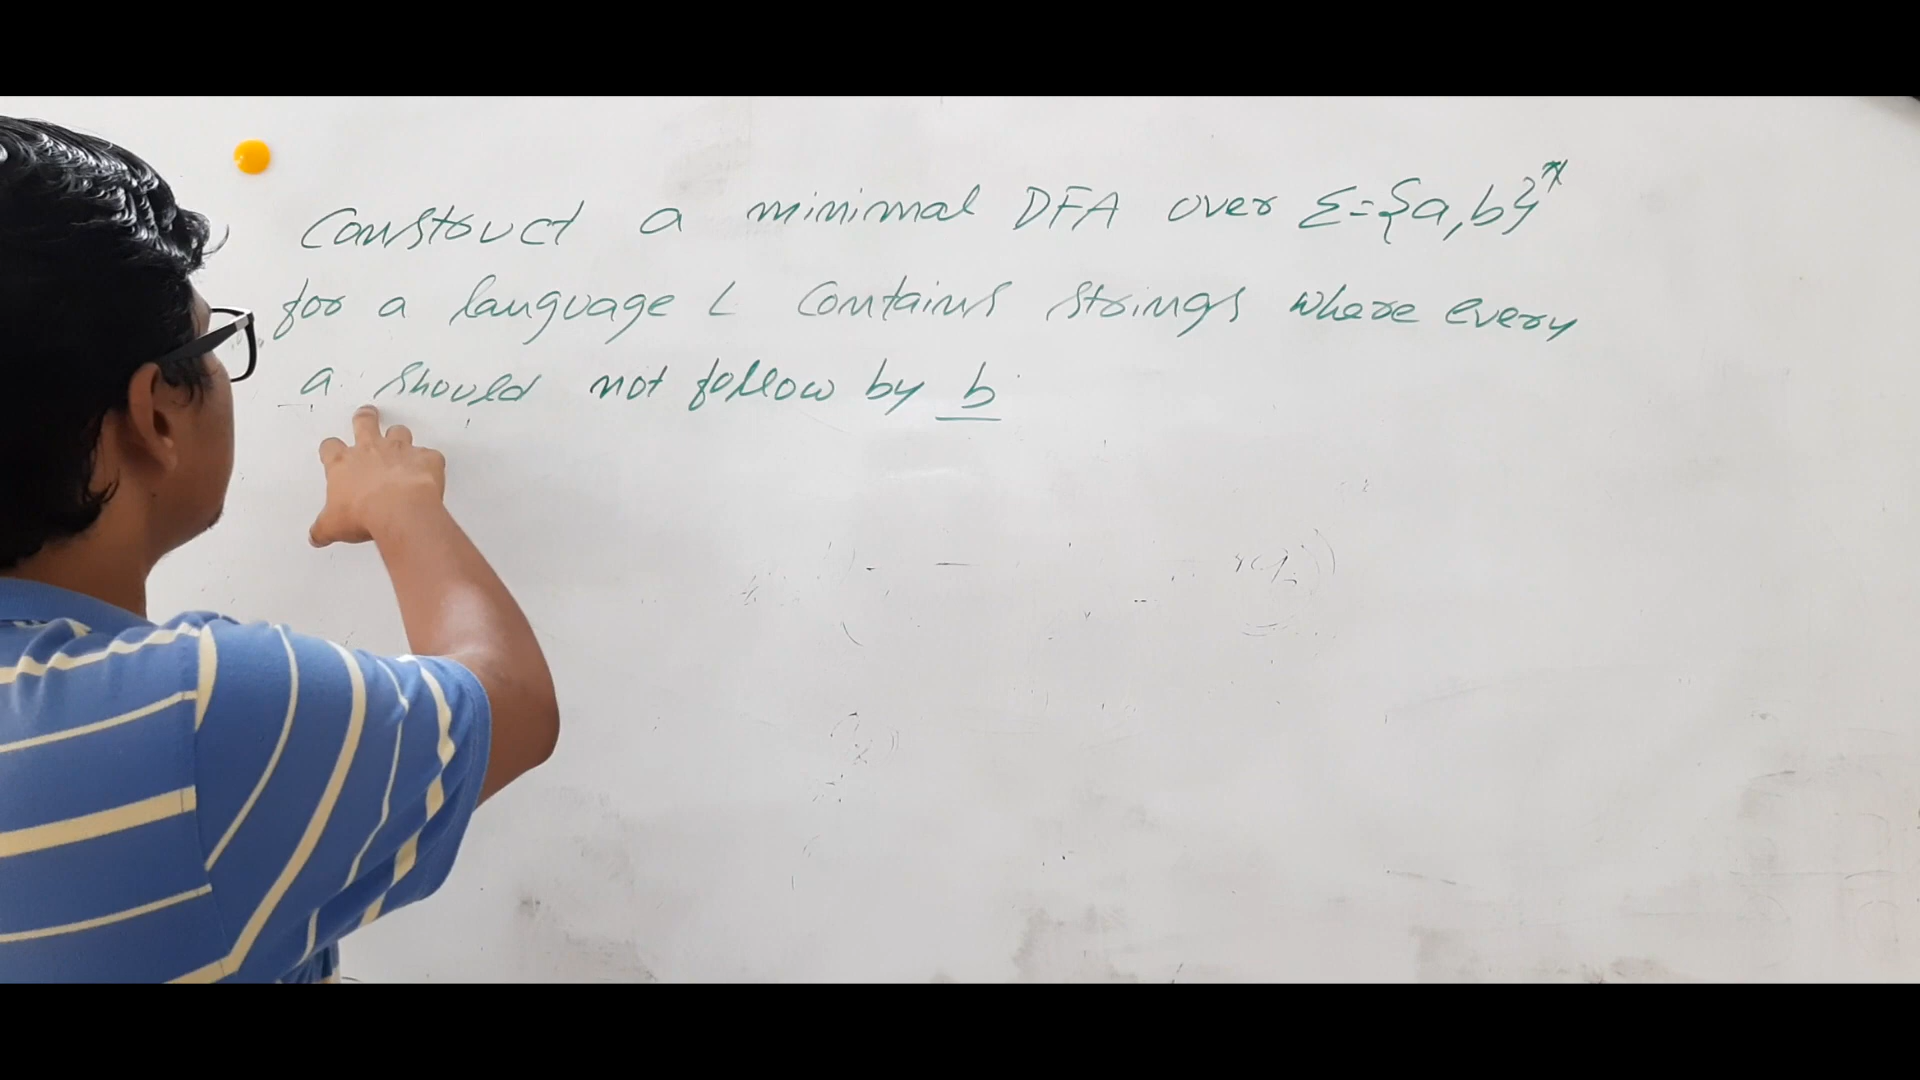 Construct a minimal DFA over Σ={a,b}*
for a language L contains strings where every
a should not follow by b